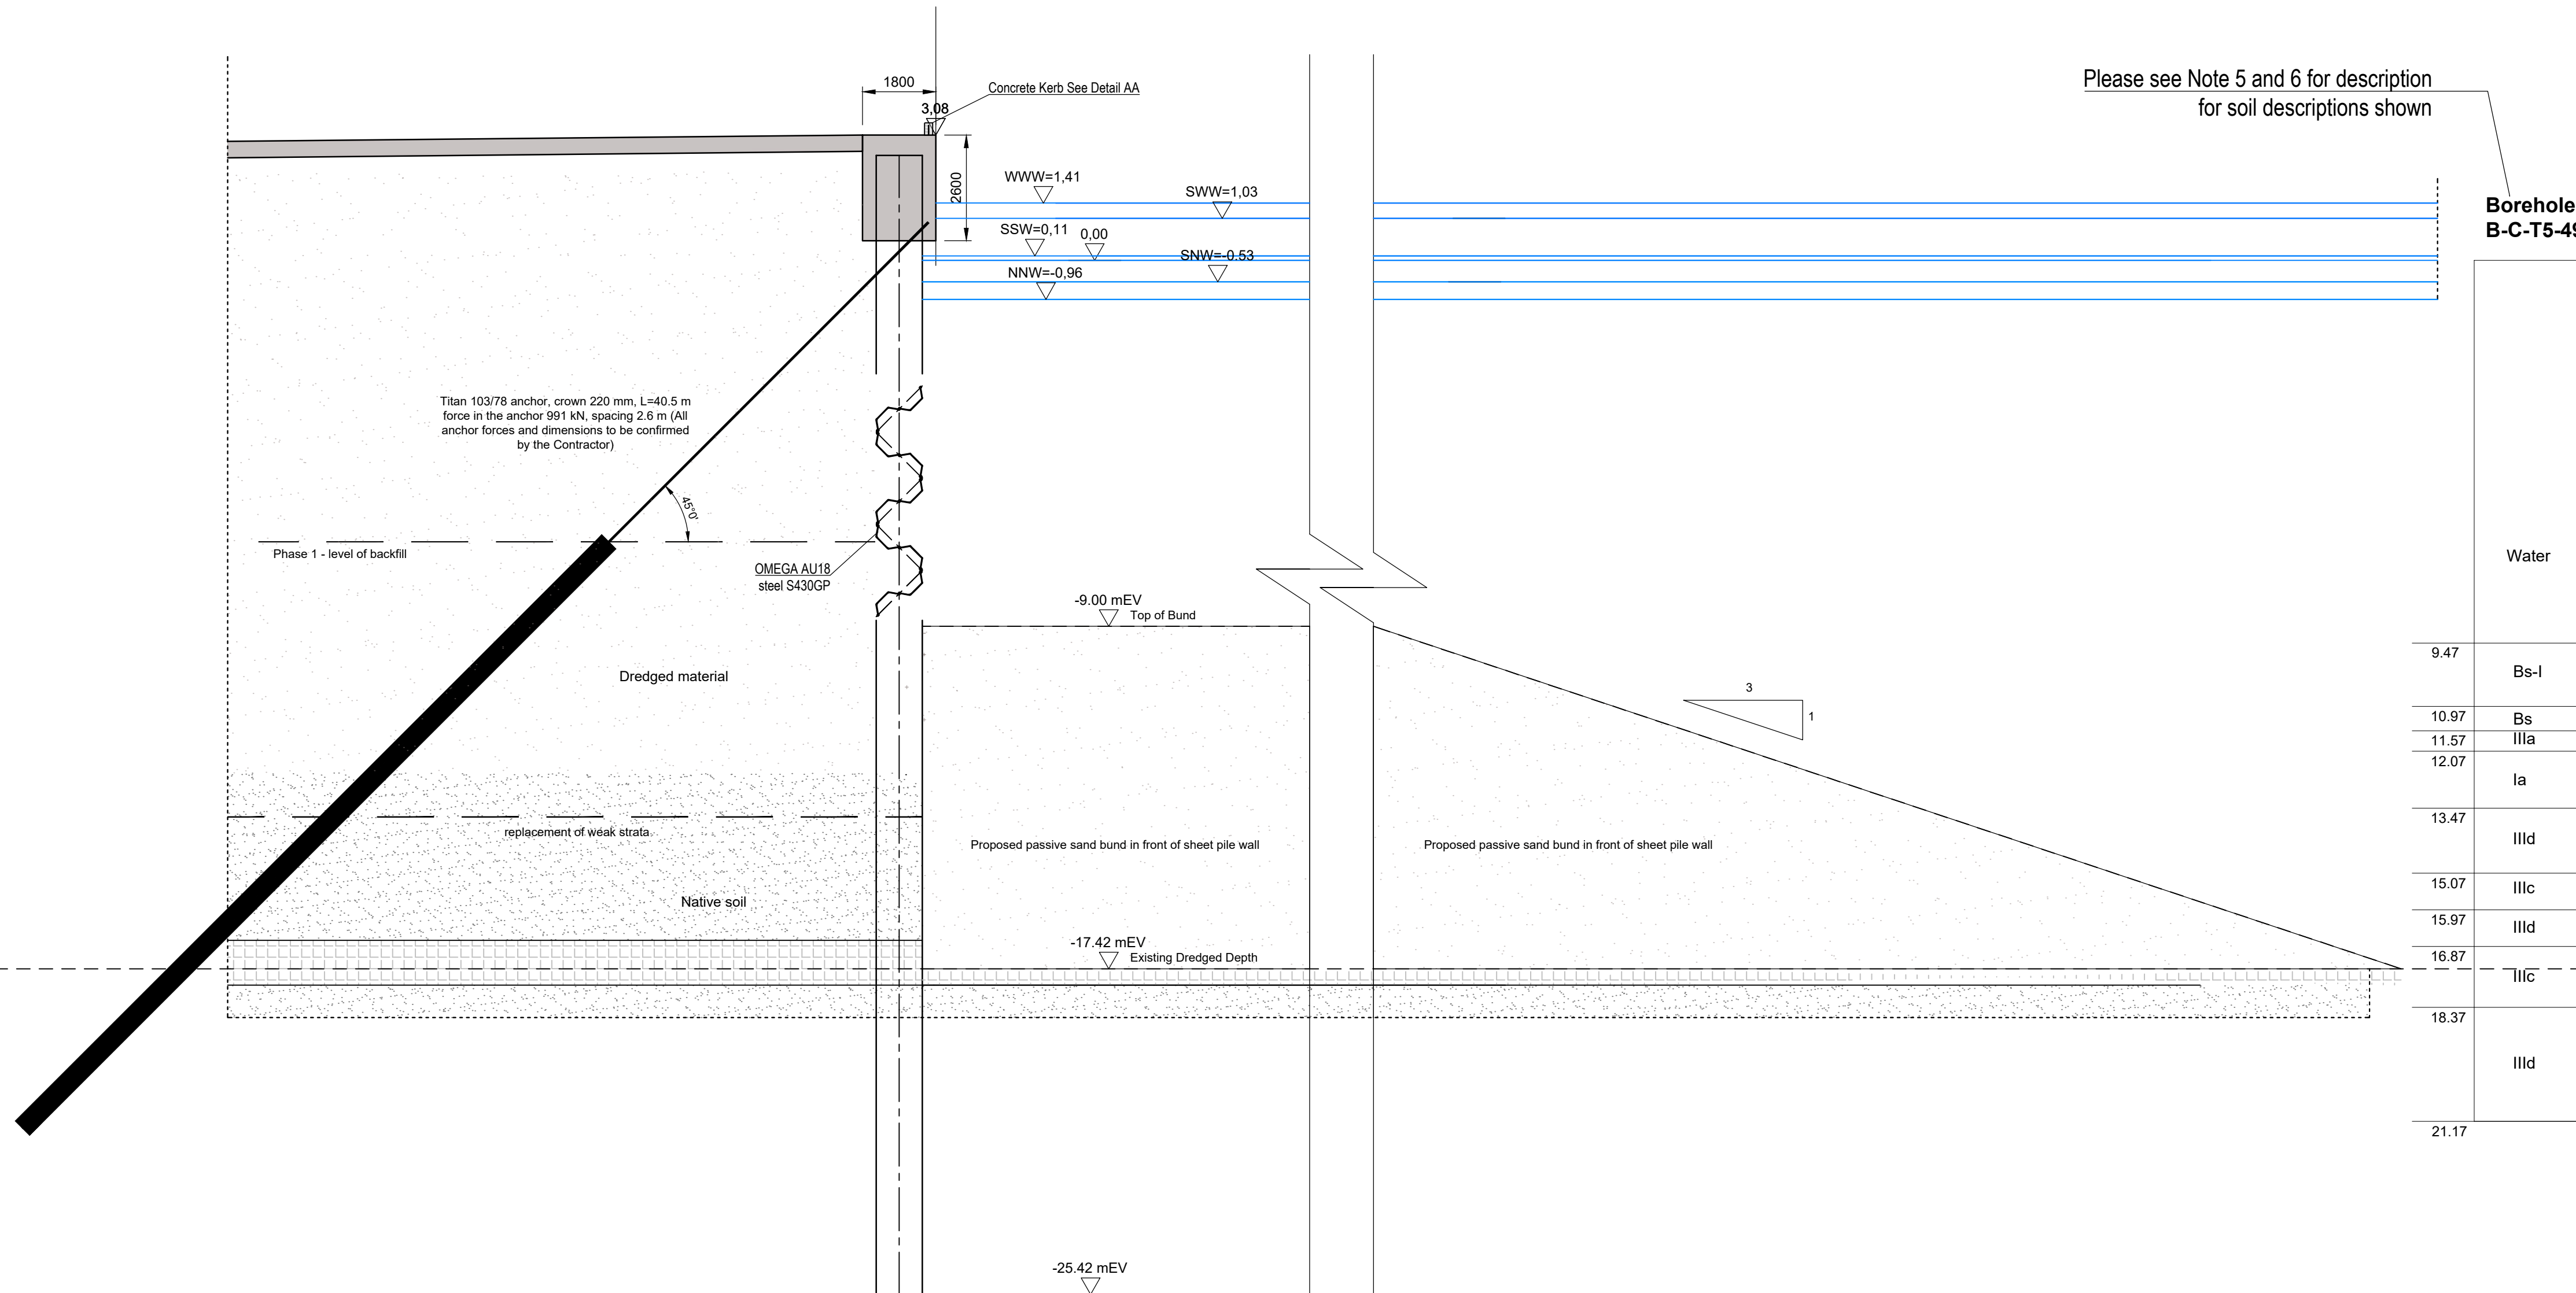 1800
Concrete Kerb See Detail AA
3,08
2600
WWW=1,41
SWW=1,03
SSW=0,11
0,00
SNW=-0.53
NNW=-0,96
Please see Note 5 and 6 for description
for soil descriptions shown
Borehole
B-C-T5-49
Titan 103/78 anchor, crown 220 mm, L=40.5 m
force in the anchor 991 kN, spacing 2.6 m (All
anchor forces and dimensions to be confirmed
by the Contractor)
45°0'
Phase 1 - level of backfill
OMEGA AU18
steel S430GP
-9.00 mEV
Top of Bund
Dredged material
3
1
replacement of weak strata
Proposed passive sand bund in front of sheet pile wall
Proposed passive sand bund in front of sheet pile wall
Native soil
-17.42 mEV
Existing Dredged Depth
-25.42 mEV
Water
9.47
Bs-I
10.97
Bs
11.57
IIIa
12.07
Ia
13.47
IIId
15.07
IIIc
15.97
IIId
16.87
IIIc
18.37
IIId
21.17